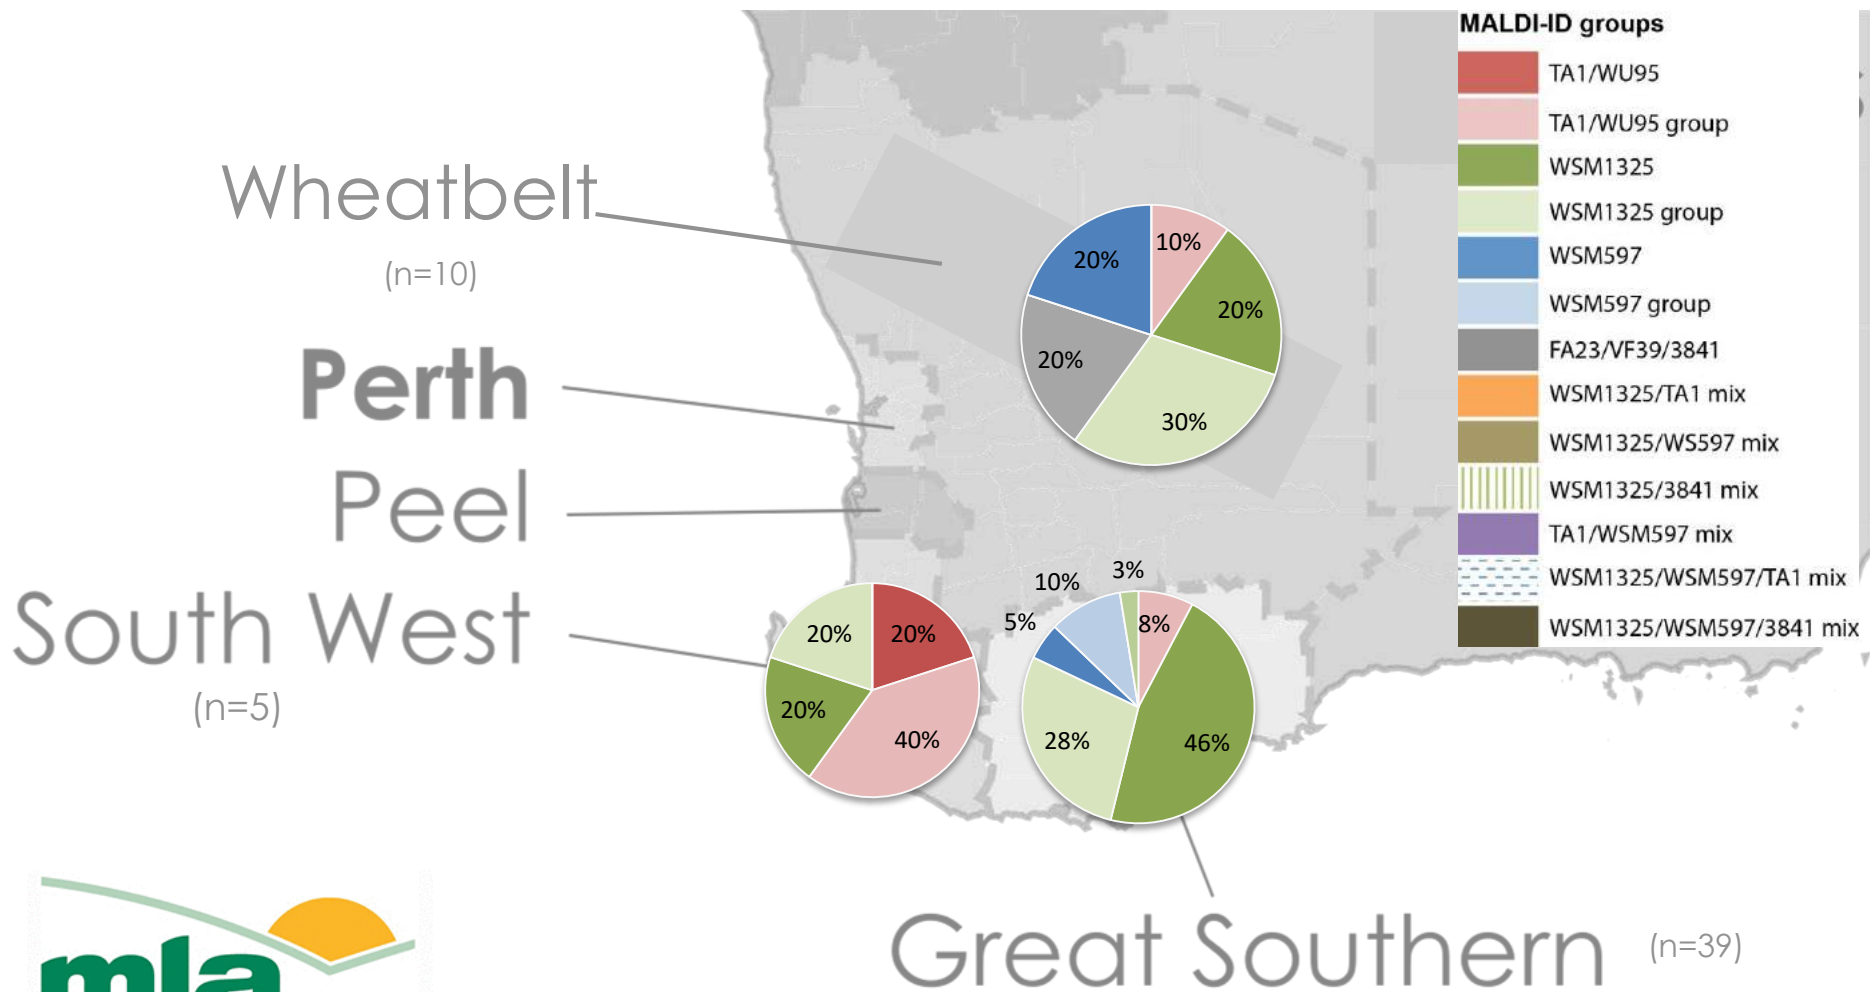 MALDI-ID groups
TA1/WU95
TA1/WU95 group
WSM1325
WSM1325 group
WSM597
WSM597 group
FA23/VF39/3841
WSM1325/TA1 mix
WSM1325/WS597 mix
WSM1325/3841 mix
TA1/WSM597 mix
WSM1325/WSM597/TA1 mix
WSM1325/WSM597/3841 mix
Wheatbelt
(n=10)
10%
20%
20%
20%
30%
Perth
Peel
South West
(n=5)
20%
20%
20%
40%
3%
10%
5%
8%
28%
46%
Great Southern (n=39)
mla